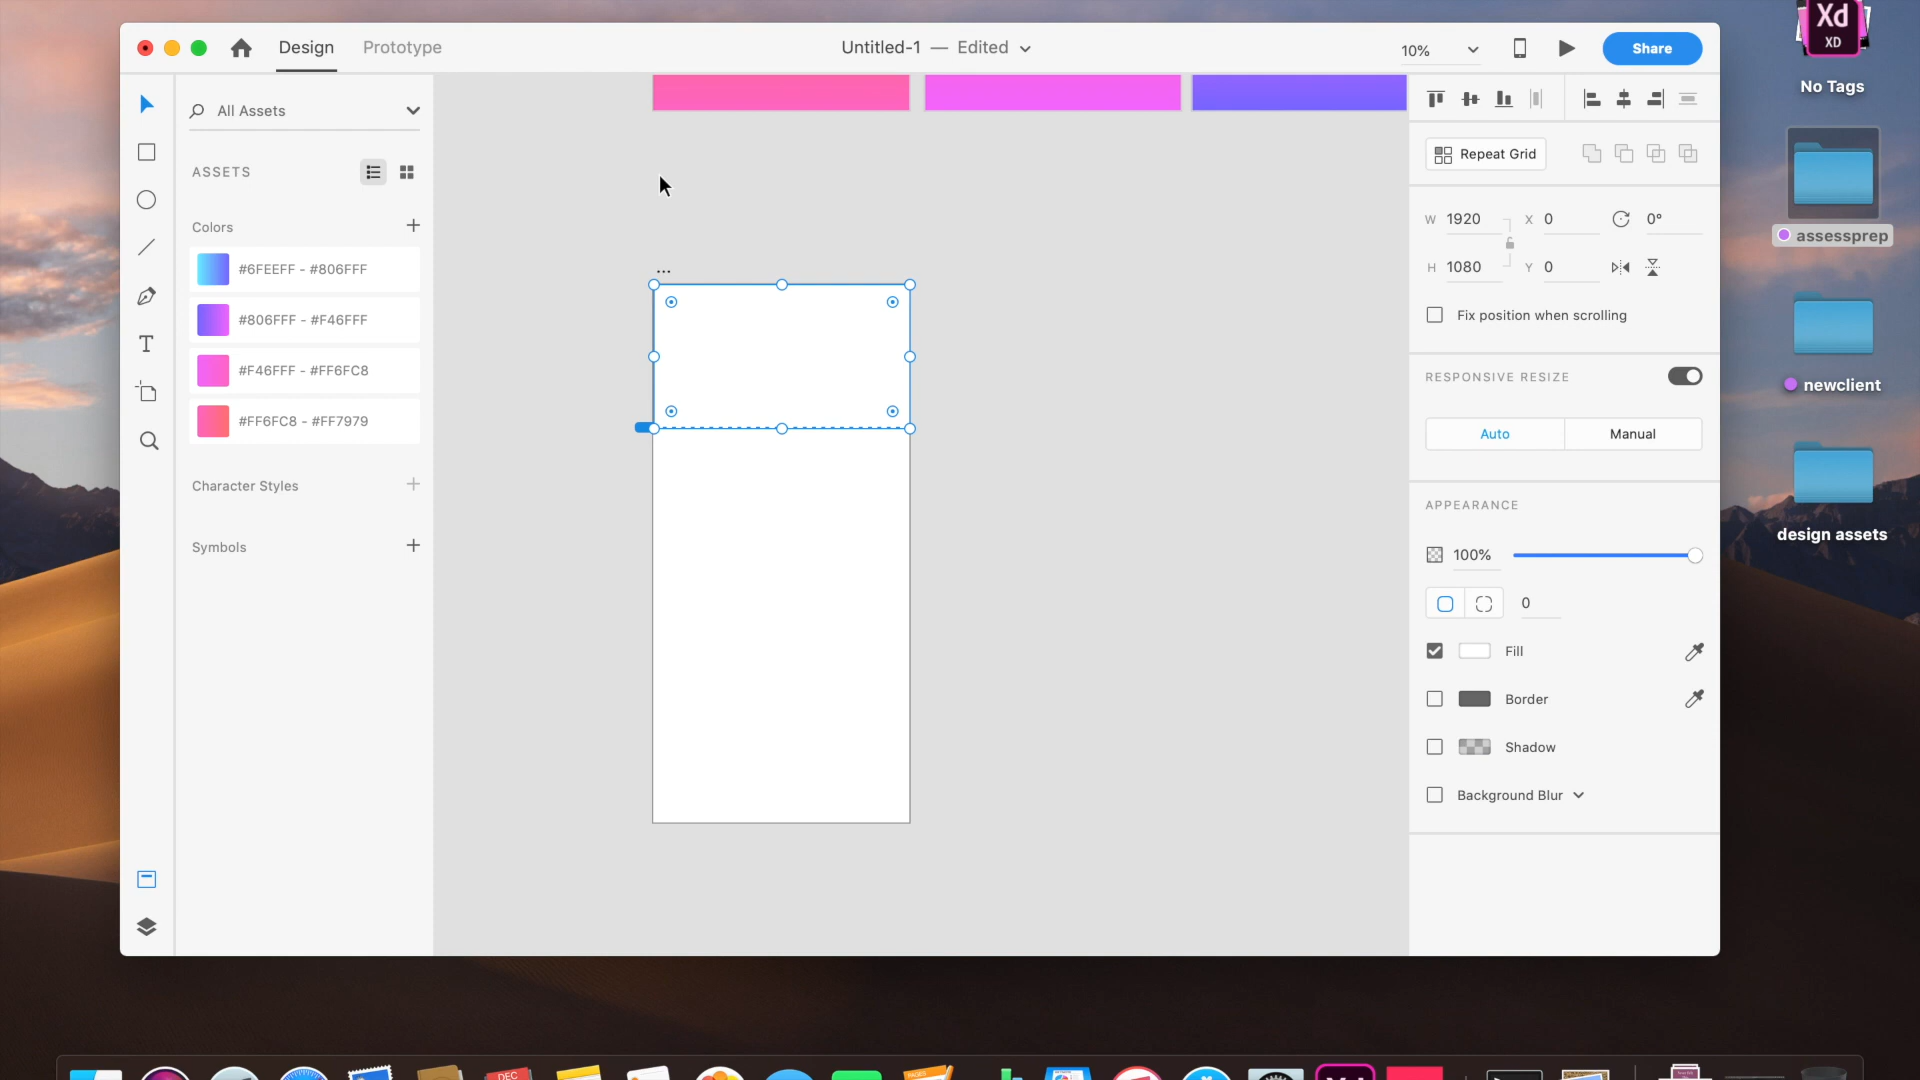 Xd
XD
No Tags
Design
Prototype
Untitled-1 — Edited
10%
Share
All Assets
ASSETS
Colors
#6FEEFF - #806FFF
#806FFF - #F46FFF
#F46FFF - #FF6FC8
#FF6FC8 - #FF7979
Character Styles
Symbols
...
Repeat Grid
W 1920
X 0
0°
H 1080
Y 0
Fix position when scrolling
RESPONSIVE RESIZE
Auto
Manual
APPEARANCE
100%
0
Fill
Border
Shadow
Background Blur
assessprep
newclient
design assets
DEC
PAGES